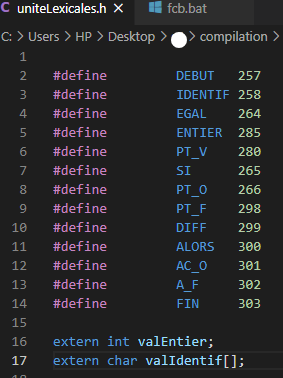 C uniteLexicales.h fcb.bat
C: > Users > HP > Desktop > > compilation >
1
2 #define DEBUT 257
3 #define IDENTIF 258
4 #define EGAL 264
5 #define ENTIER 285
6 #define PT_V 280
7 #define SI 265
8 #define PT_O 266
9 #define PT_F 298
10 #define DIFF 299
11 #define ALORS 300
12 #define AC_O 301
13 #define A_F 302
14 #define FIN 303
15
16 extern int valEntier;
17 extern char valIdentif[];